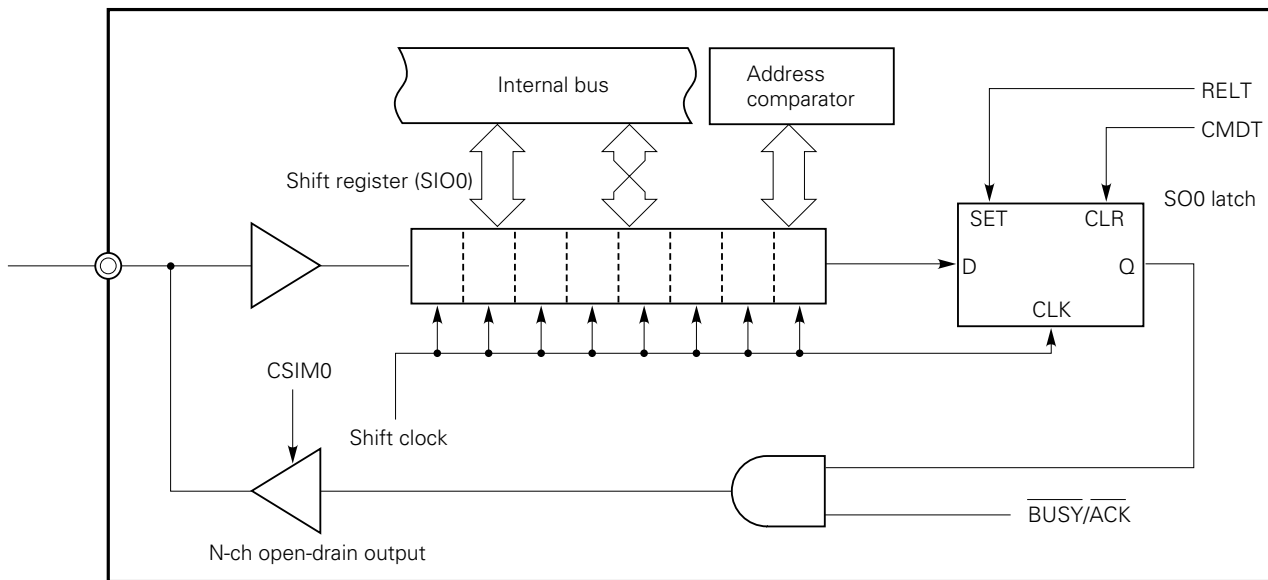 Internal bus
Address
comparator
RELT
CMDT
Shift register (SIO0)
SO0 latch
SET
CLR
D
Q
CLK
CSIM0
Shift clock
BUSY/ACK
N-ch open-drain output